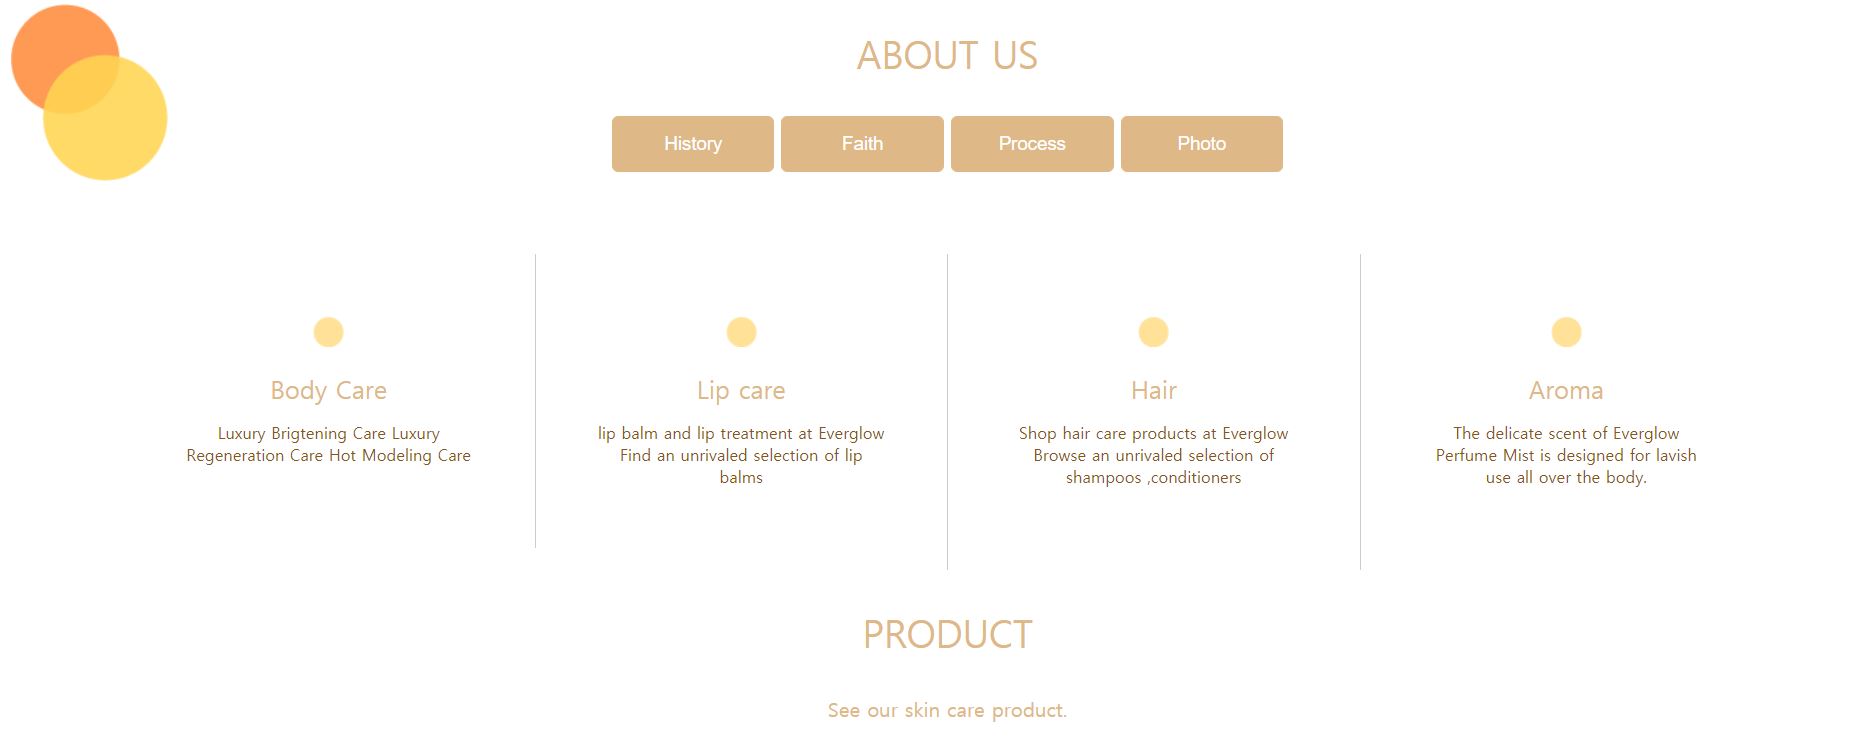 ABOUT US
History
Faith
Process
Photo
Body Care
Luxury Brigtening Care Luxury
Regeneration Care Hot Modeling Care
Lip care
lip balm and lip treatment at Everglow
Find an unrivaled selection of lip
balms
Hair
Shop hair care products at Everglow
Browse an unrivaled selection of
shampoos ,conditioners
Aroma
The delicate scent of Everglow
Perfume Mist is designed for lavish
use all over the body.
PRODUCT
See our skin care product.